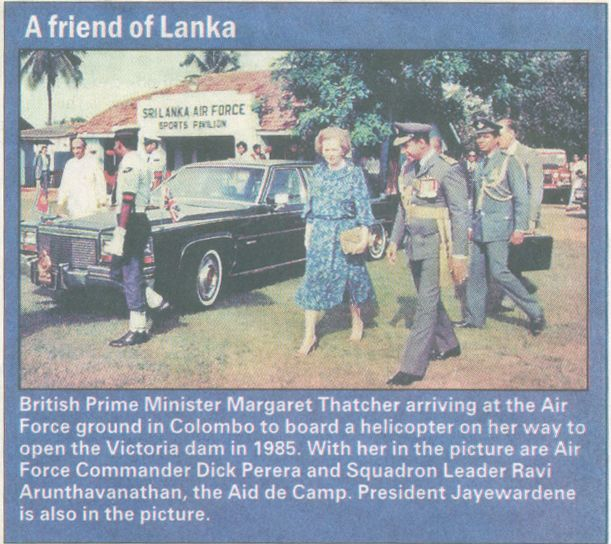 A friend of Lanka
SRI LANKA AIR FORCE
SPORTS PAVILION
British Prime Minister Margaret Thatcher arriving at the Air
Force ground in Colombo to board a helicopter on her way to
open the Victoria dam in 1985. With her in the picture are Air
Force Commander Dick Perera and Squadron Leader Ravi
Arunthavanathan, the Aid de Camp. President Jayewardene
is also in the picture.